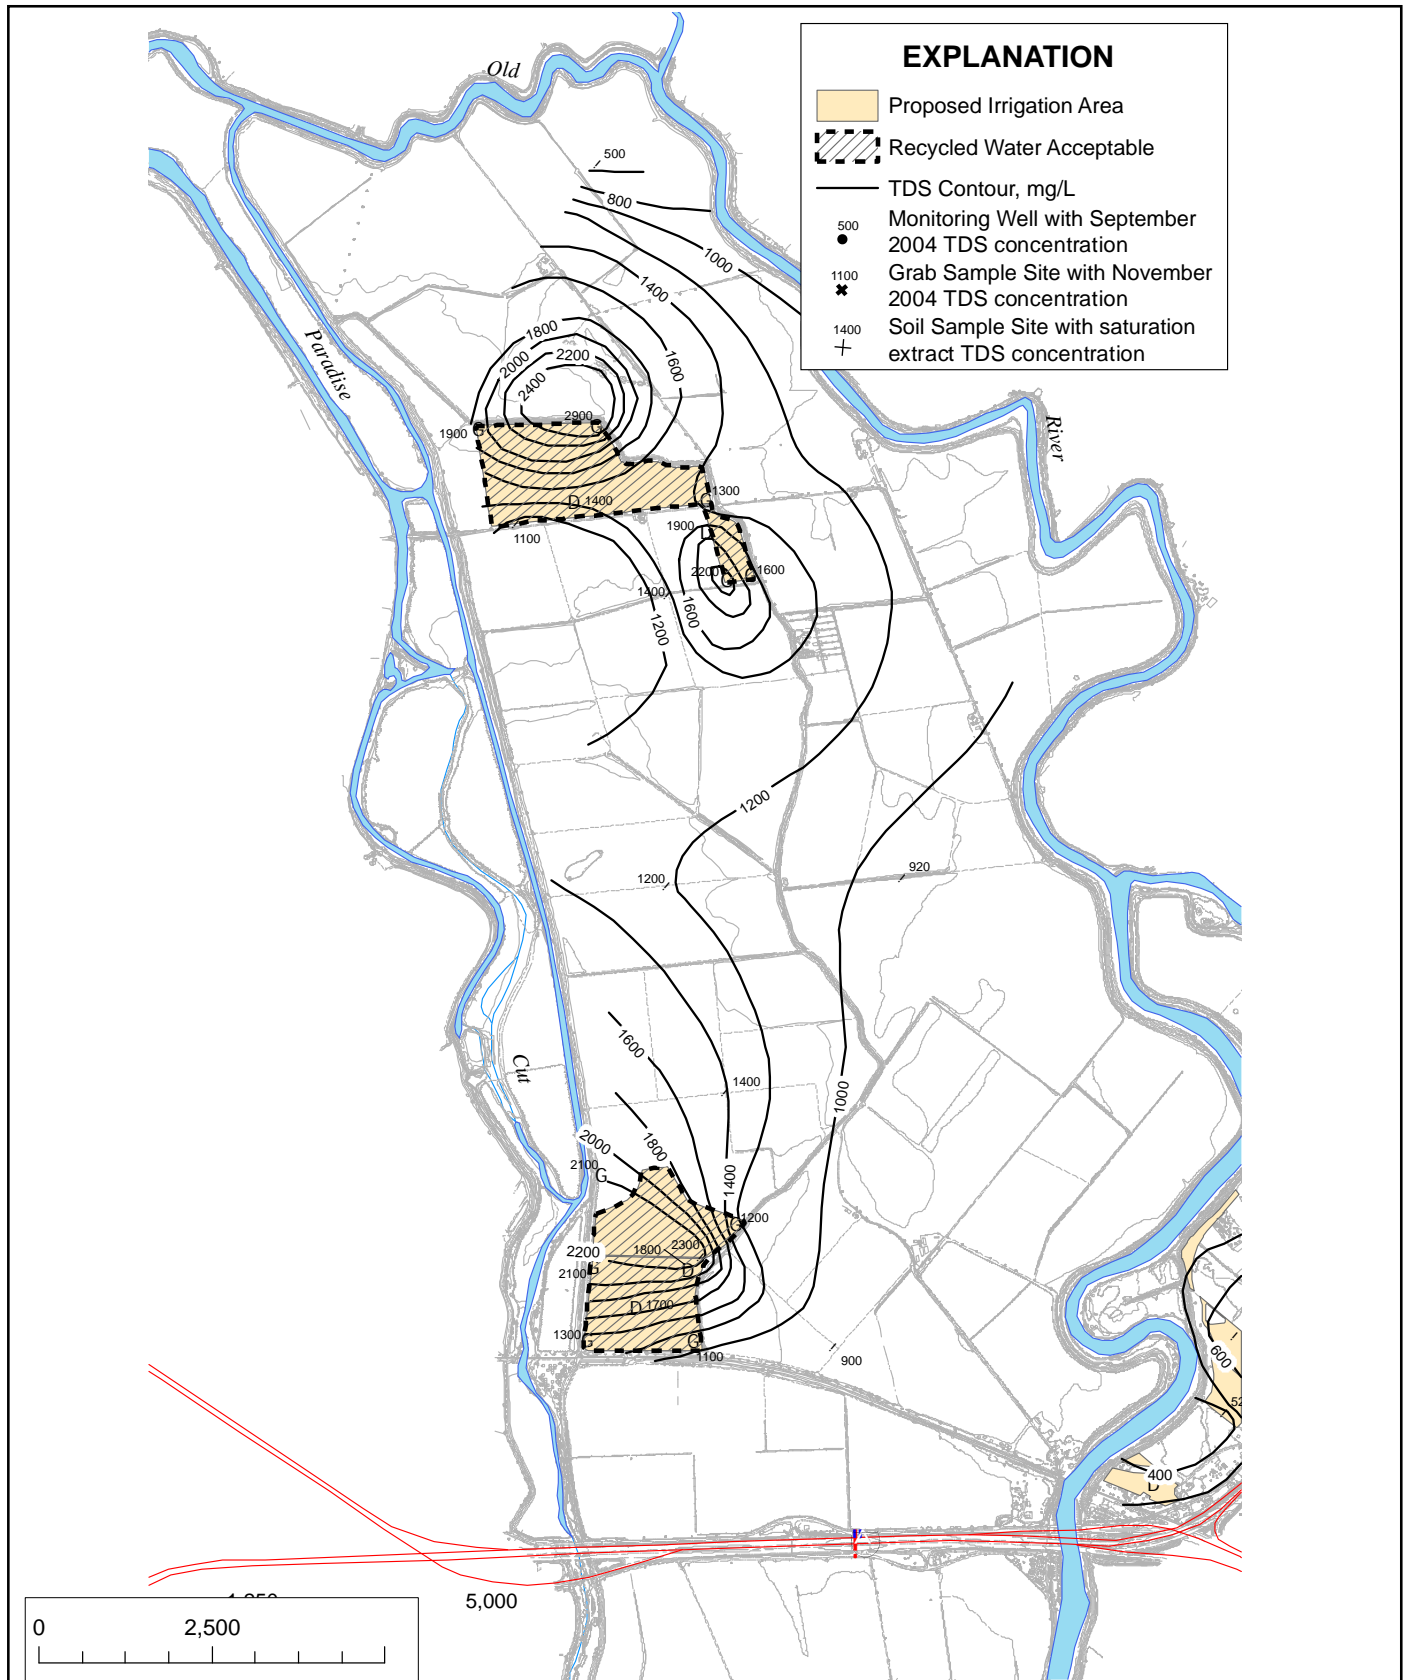 EXPLANATION
Proposed Irrigation Area
Recycled Water Acceptable
TDS Contour, mg/L
500
Monitoring Well with September
2004 TDS concentration
1100
Grab Sample Site with November
2004 TDS concentration
1400
Soil Sample Site with saturation
extract TDS concentration
Old
500
800
1000
1400
Paradise
1800
2000
2200
1600
2400
2900
G
1900
G
River
1300
D
1400
G
1900
D
1100
2200
G
1600
G
1400
1600
1200
1200
920
1200
1600
Cut
1400
1000
2000
1800
2100
G
1400
1200
G
2200
1800
2300
G
2100
D
D
1700
1300
G
G
1100
900
600
52
400
D
5,000
0
2,500